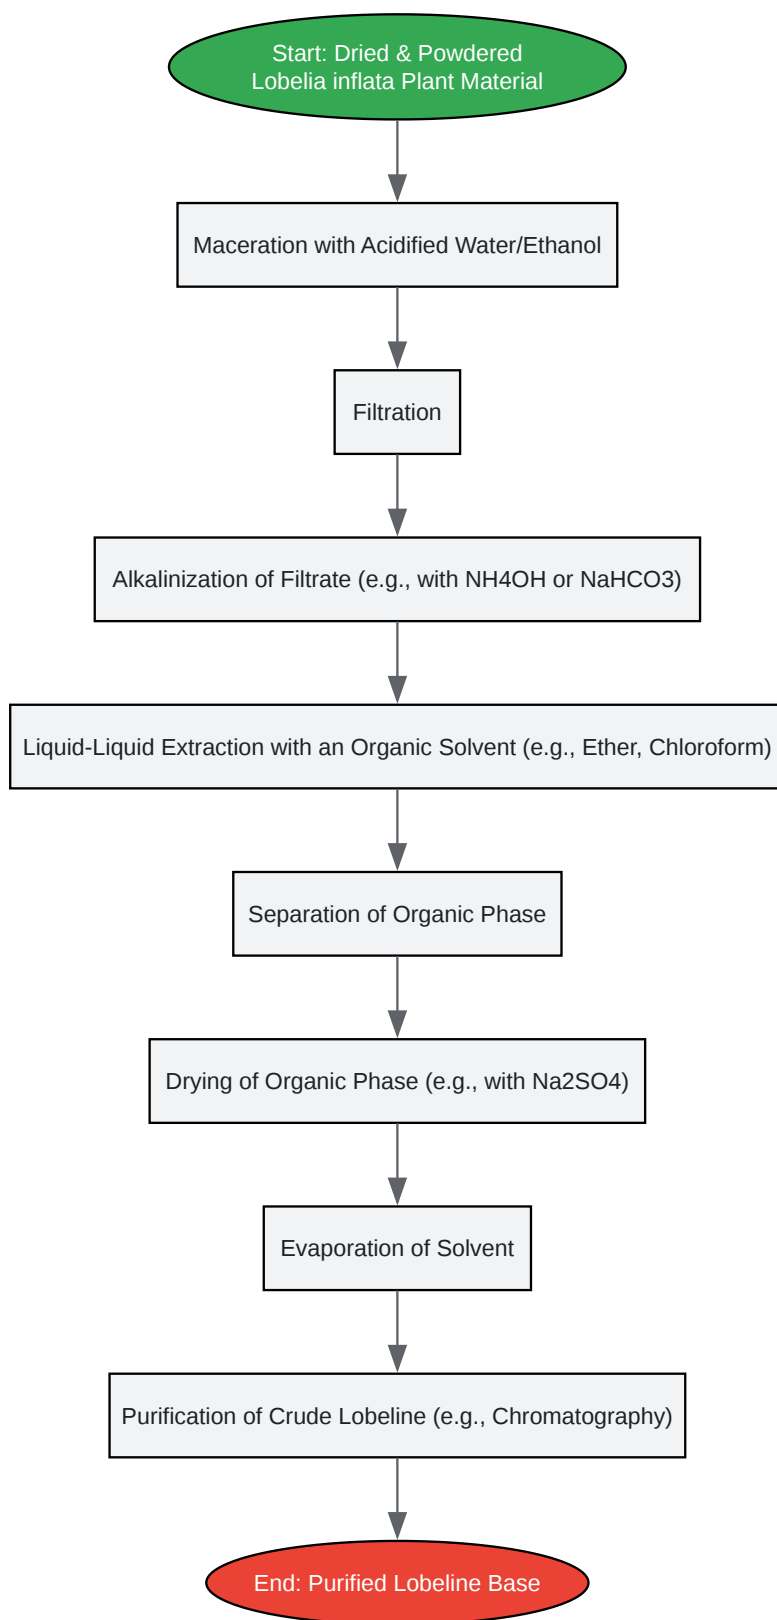 Start: Dried & Powdered
Lobelia inflata Plant Material
Maceration with Acidified Water/Ethanol
Filtration
Alkalinization of Filtrate (e.g., with NH4OH or NaHCO3)
Liquid-Liquid Extraction with an Organic Solvent (e.g., Ether, Chloroform)
Separation of Organic Phase
Drying of Organic Phase (e.g., with Na2SO4)
Evaporation of Solvent
Purification of Crude Lobeline (e.g., Chromatography)
End: Purified Lobeline Base